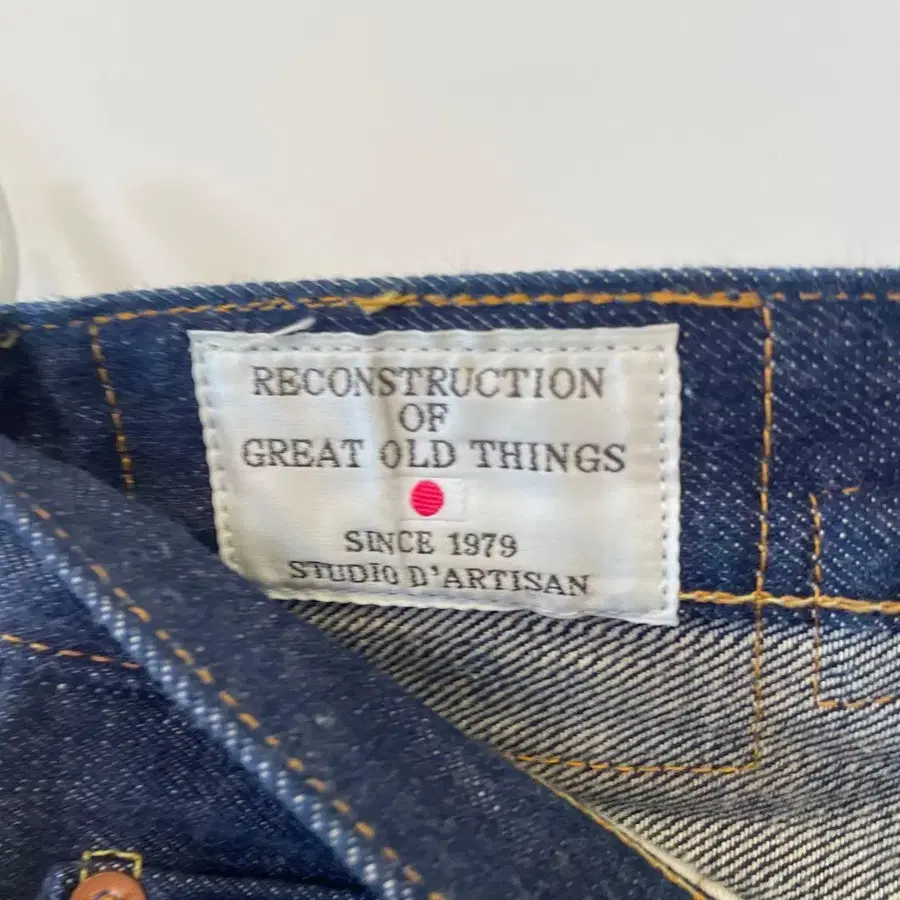 RECONSTRUCTION
OF
GREAT OLD THINGS
SINCE 1979
STUDIO D'ARTISAN